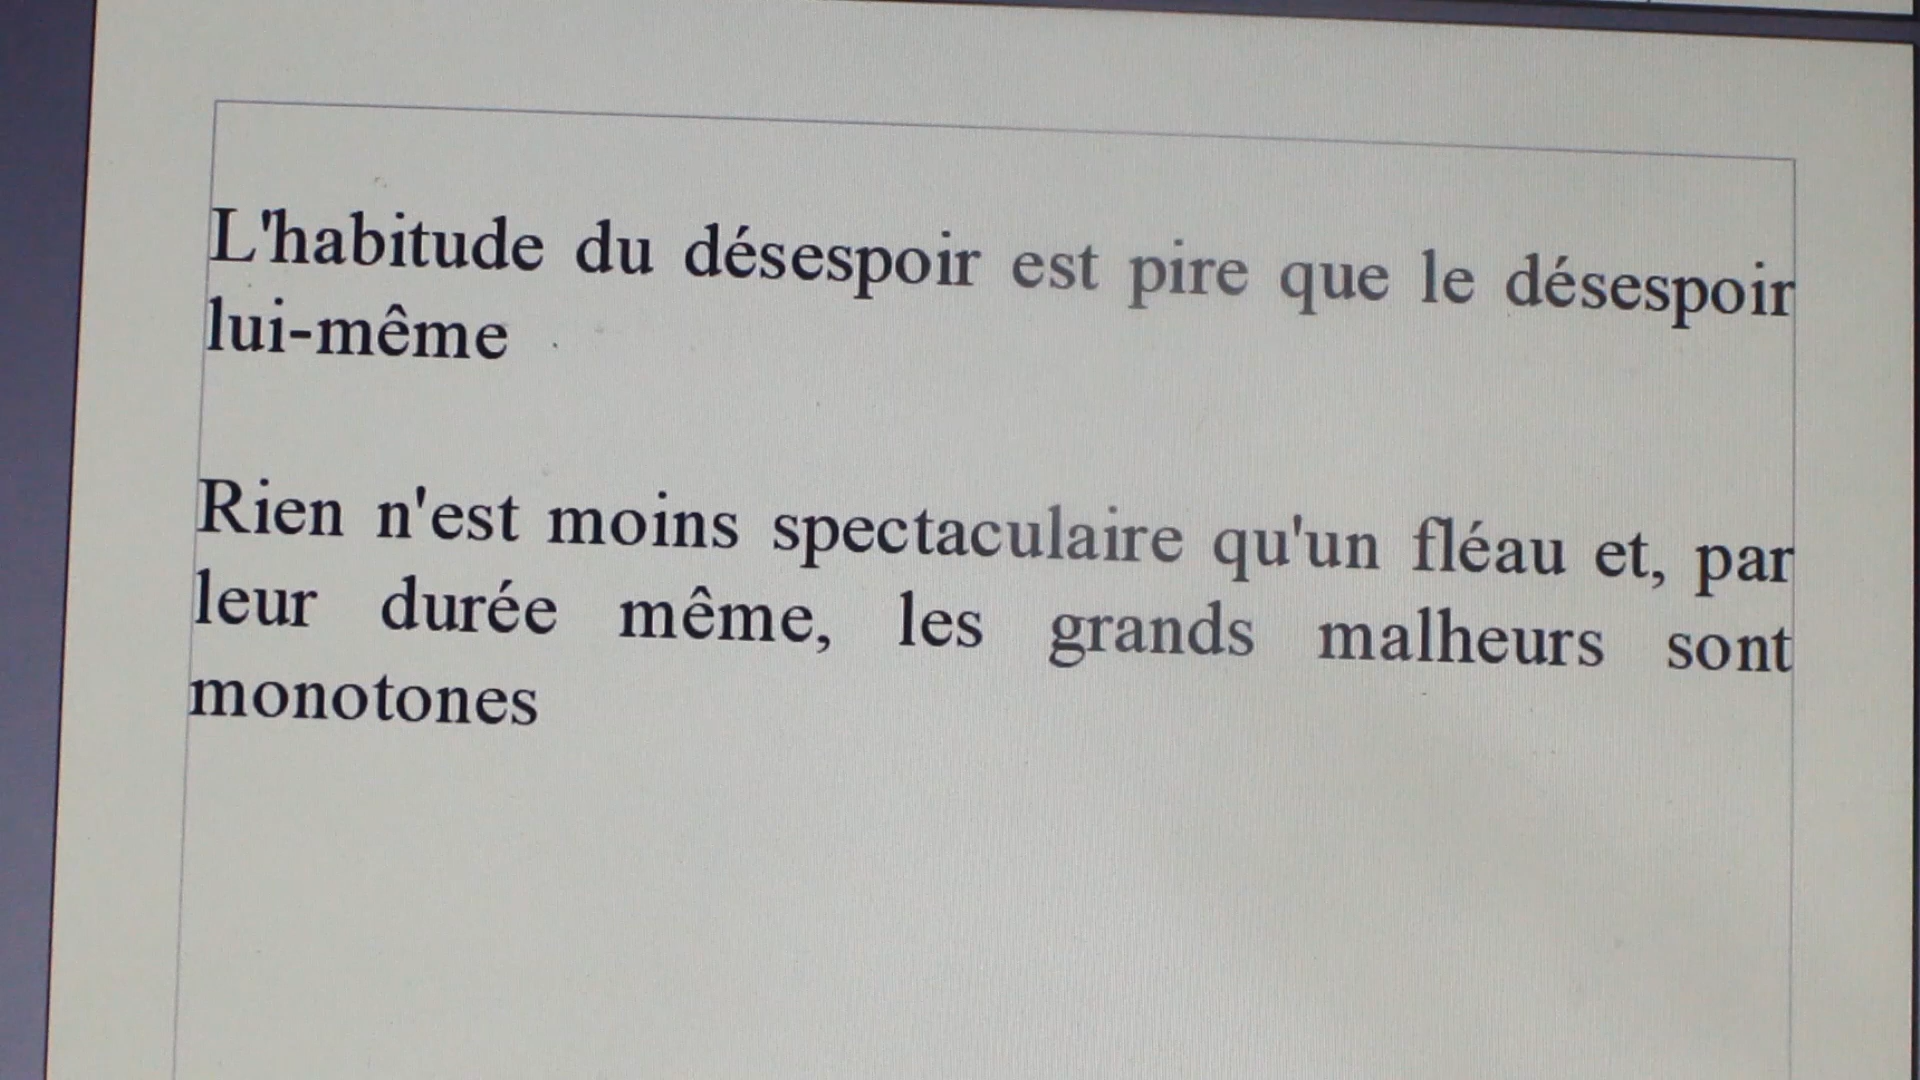 L'habitude du désespoir est pire que le désespoir
lui-même
Rien n'est moins spectaculaire qu'un fléau et, par
leur durée même, les grands malheurs sont
monotones